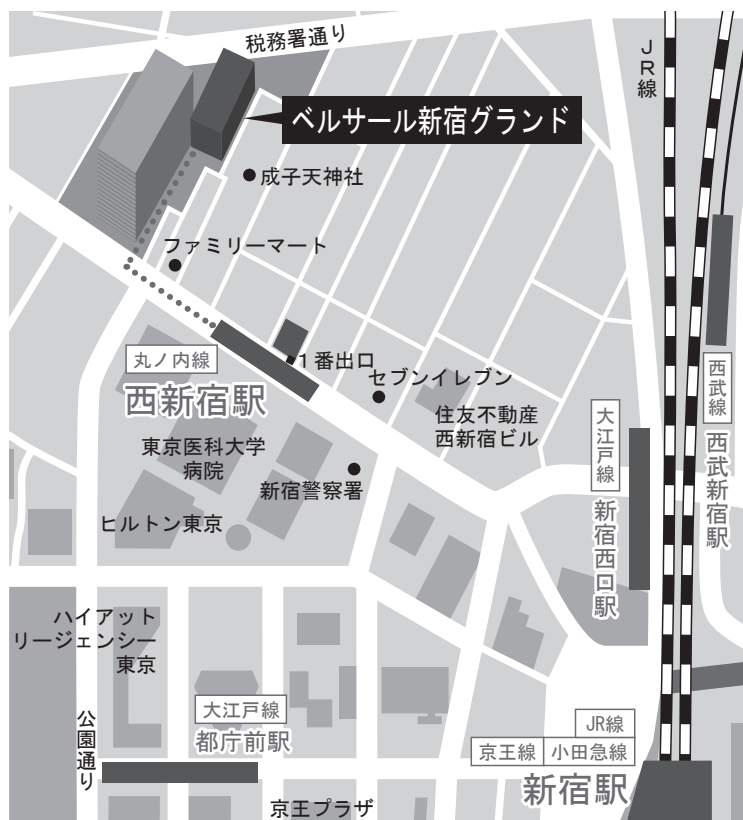 税務署通り
JR線
ベルサール新宿グランド
成子天神社
ファミリーマート
丸ノ内線
西新宿駅
1番出口
セブンイレブン
住友不動産
西新宿ビル
西武線
西武新宿駅
大江戸線
新宿西口駅
東京医科大学
病院
新宿警察署
ヒルトン東京
ハイアット
リージェンシー
東京
大江戸線
都庁前駅
公園通り
JR線
京王線
小田急線
新宿駅
京王プラザ